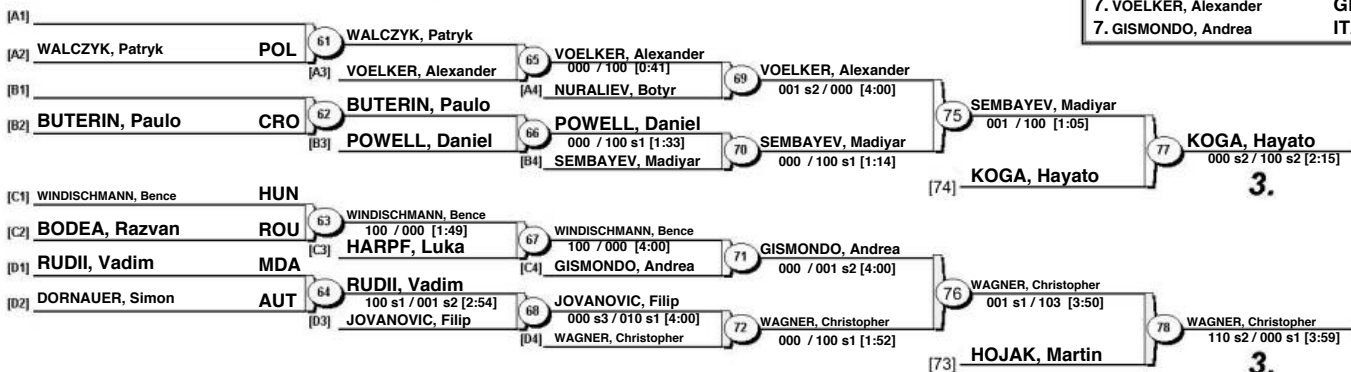 7. VOELKER, Alexander
7. GISMONDO, Andrea
[A1]
[A2] WALCZYK, Patryk POL
61 WALCZYK, Patryk
[A3] VOELKER, Alexander
65 VOELKER, Alexander
000 / 100 [0:41]
[A4] NURALIEV, Botyr
69 VOELKER, Alexander
001 s2 / 000 [4:00]
[B1]
[B2] BUTERIN, Paulo CRO
62 BUTERIN, Paulo
[B3] POWELL, Daniel
66 POWELL, Daniel
000 / 100 s1 [1:33]
[B4] SEMBAYEV, Madiyar
70 SEMBAYEV, Madiyar
000 / 100 s1 [1:14]
75 SEMBAYEV, Madiyar
001 / 100 [1:05]
[74] KOGA, Hayato
77 KOGA, Hayato
000 s2 / 100 s2 [2:15]
3.
[C1] WINDISCHMANN, Bence HUN
[C2] BODEA, Razvan ROU
63 WINDISCHMANN, Bence
100 / 000 [1:49]
[C3] HARPF, Luka
67 WINDISCHMANN, Bence
100 / 000 [4:00]
[C4] GISMONDO, Andrea
71 GISMONDO, Andrea
000 / 001 s2 [4:00]
[D1] RUDII, Vadim MDA
[D2] DORNAUER, Simon AUT
64 RUDII, Vadim
100 s1 / 001 s2 [2:54]
[D3] JOVANOVIC, Filip
68 JOVANOVIC, Filip
000 s3 / 010 s1 [4:00]
[D4] WAGNER, Christopher
72 WAGNER, Christopher
000 / 100 s1 [1:52]
76 WAGNER, Christopher
001 s1 / 103 [3:50]
[73] HOJAK, Martin
78 WAGNER, Christopher
110 s2 / 000 s1 [3:59]
3.